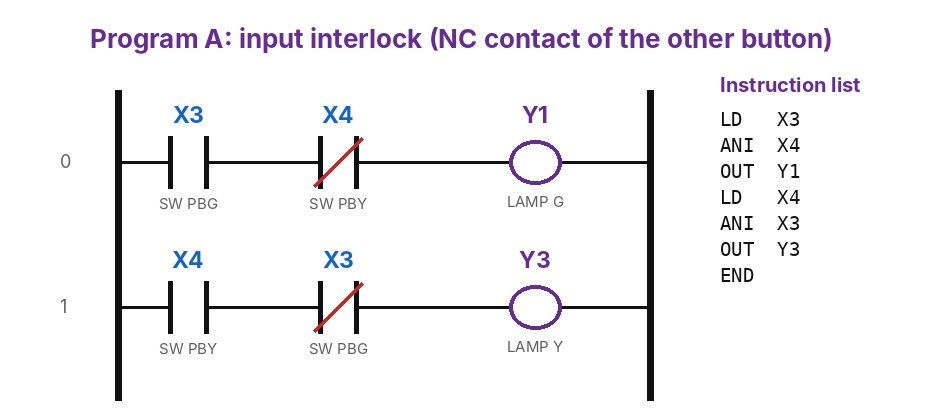 Program A: input interlock (NC contact of the other button)
X3 X4 Y1
0
SW PBG SW PBY LAMP G
X4 X3 Y3
1
SW PBY SW PBG LAMP Y
Instruction list
LD X3
ANI X4
OUT Y1
LD X4
ANI X3
OUT Y3
END